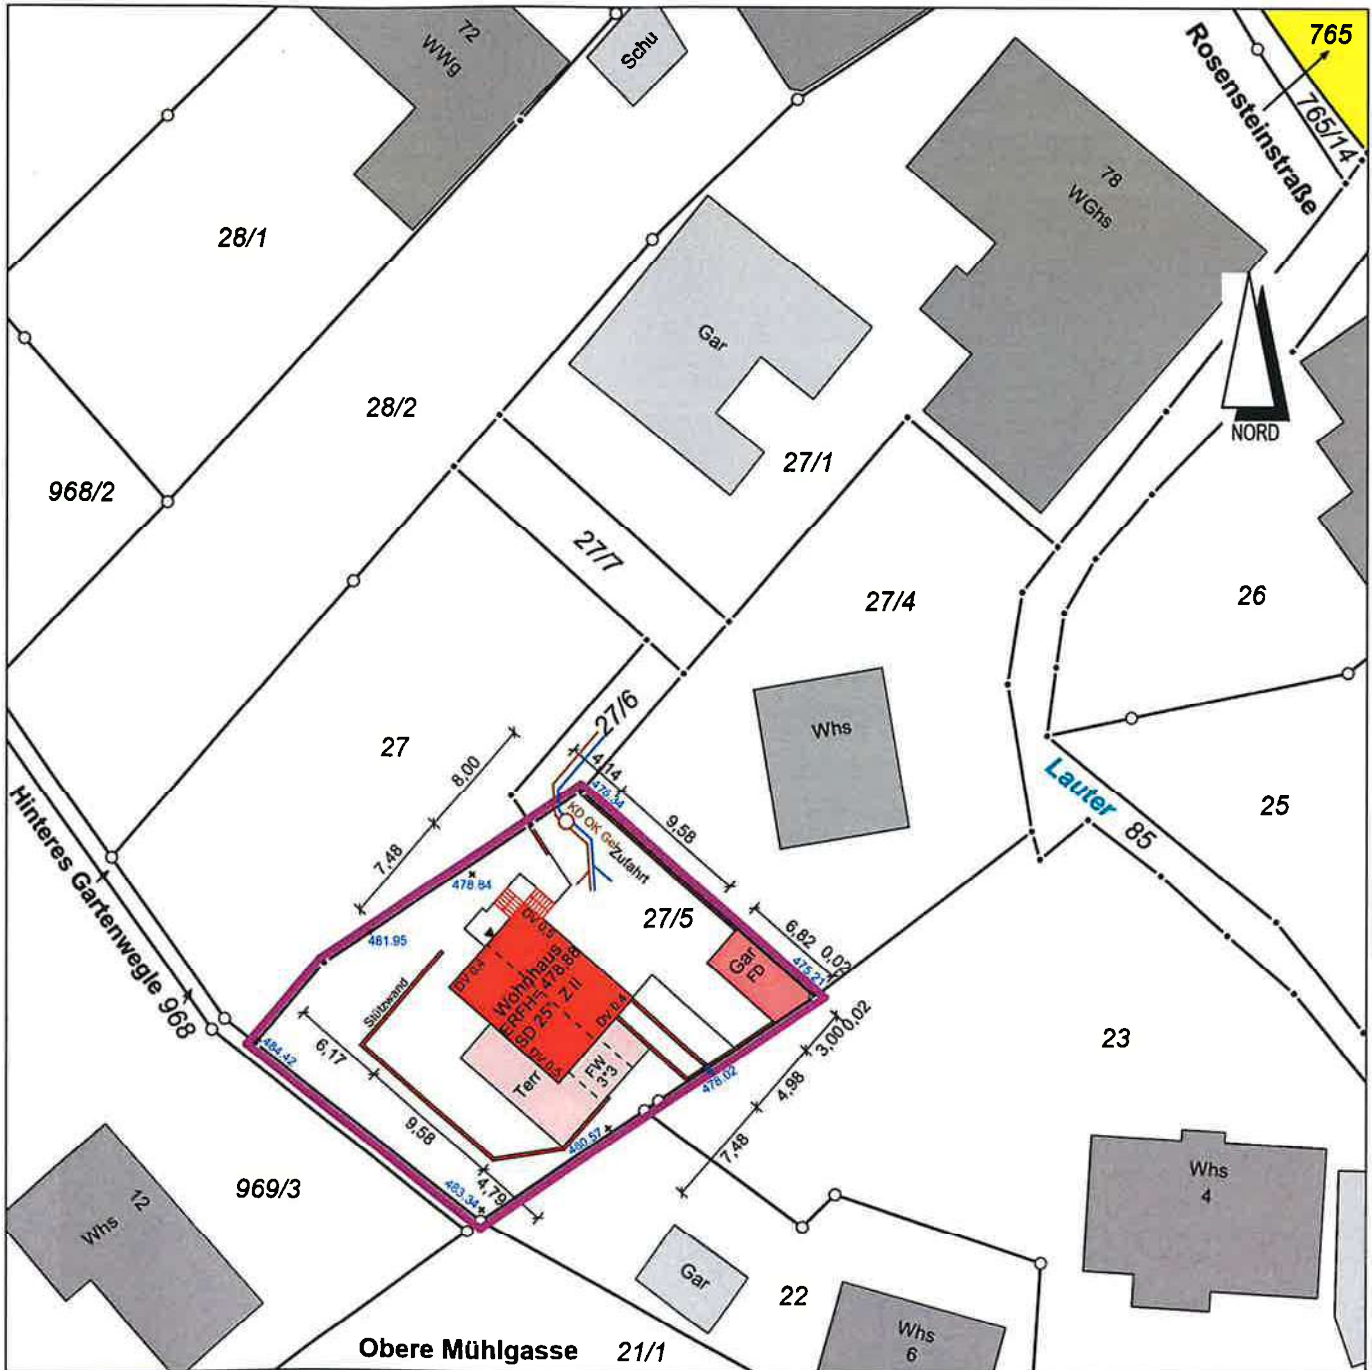 765
72
WWg
Schu
Rosensteinstraße
765/14
78
WGhs
28/1
Gar
28/2
NORD
27/1
968/2
27/7
27/4
26
27/6
Whs
27
8,00
4,14
Lauter 85
25
476.34
KD OK Gel
Zufahrt
9,58
7,48
Hinteres Gartenwegle 968
478.84
27/5
DV 0.5
6,82
0,02
481.95
Gar
FD
475.21
DV 0.4
Wohnhaus
ERFH=478.88
SD 25° Z II
DV 0.4
DV 0.5
Stützwand
3,00
0,02
484.42
6,17
23
Terr
FW
3*3
478.02
4,98
9,58
480.57
7,48
Whs
4
969/3
483.34
4,79
Whs 12
Gar
22
Whs
6
Obere Mühlgasse 21/1